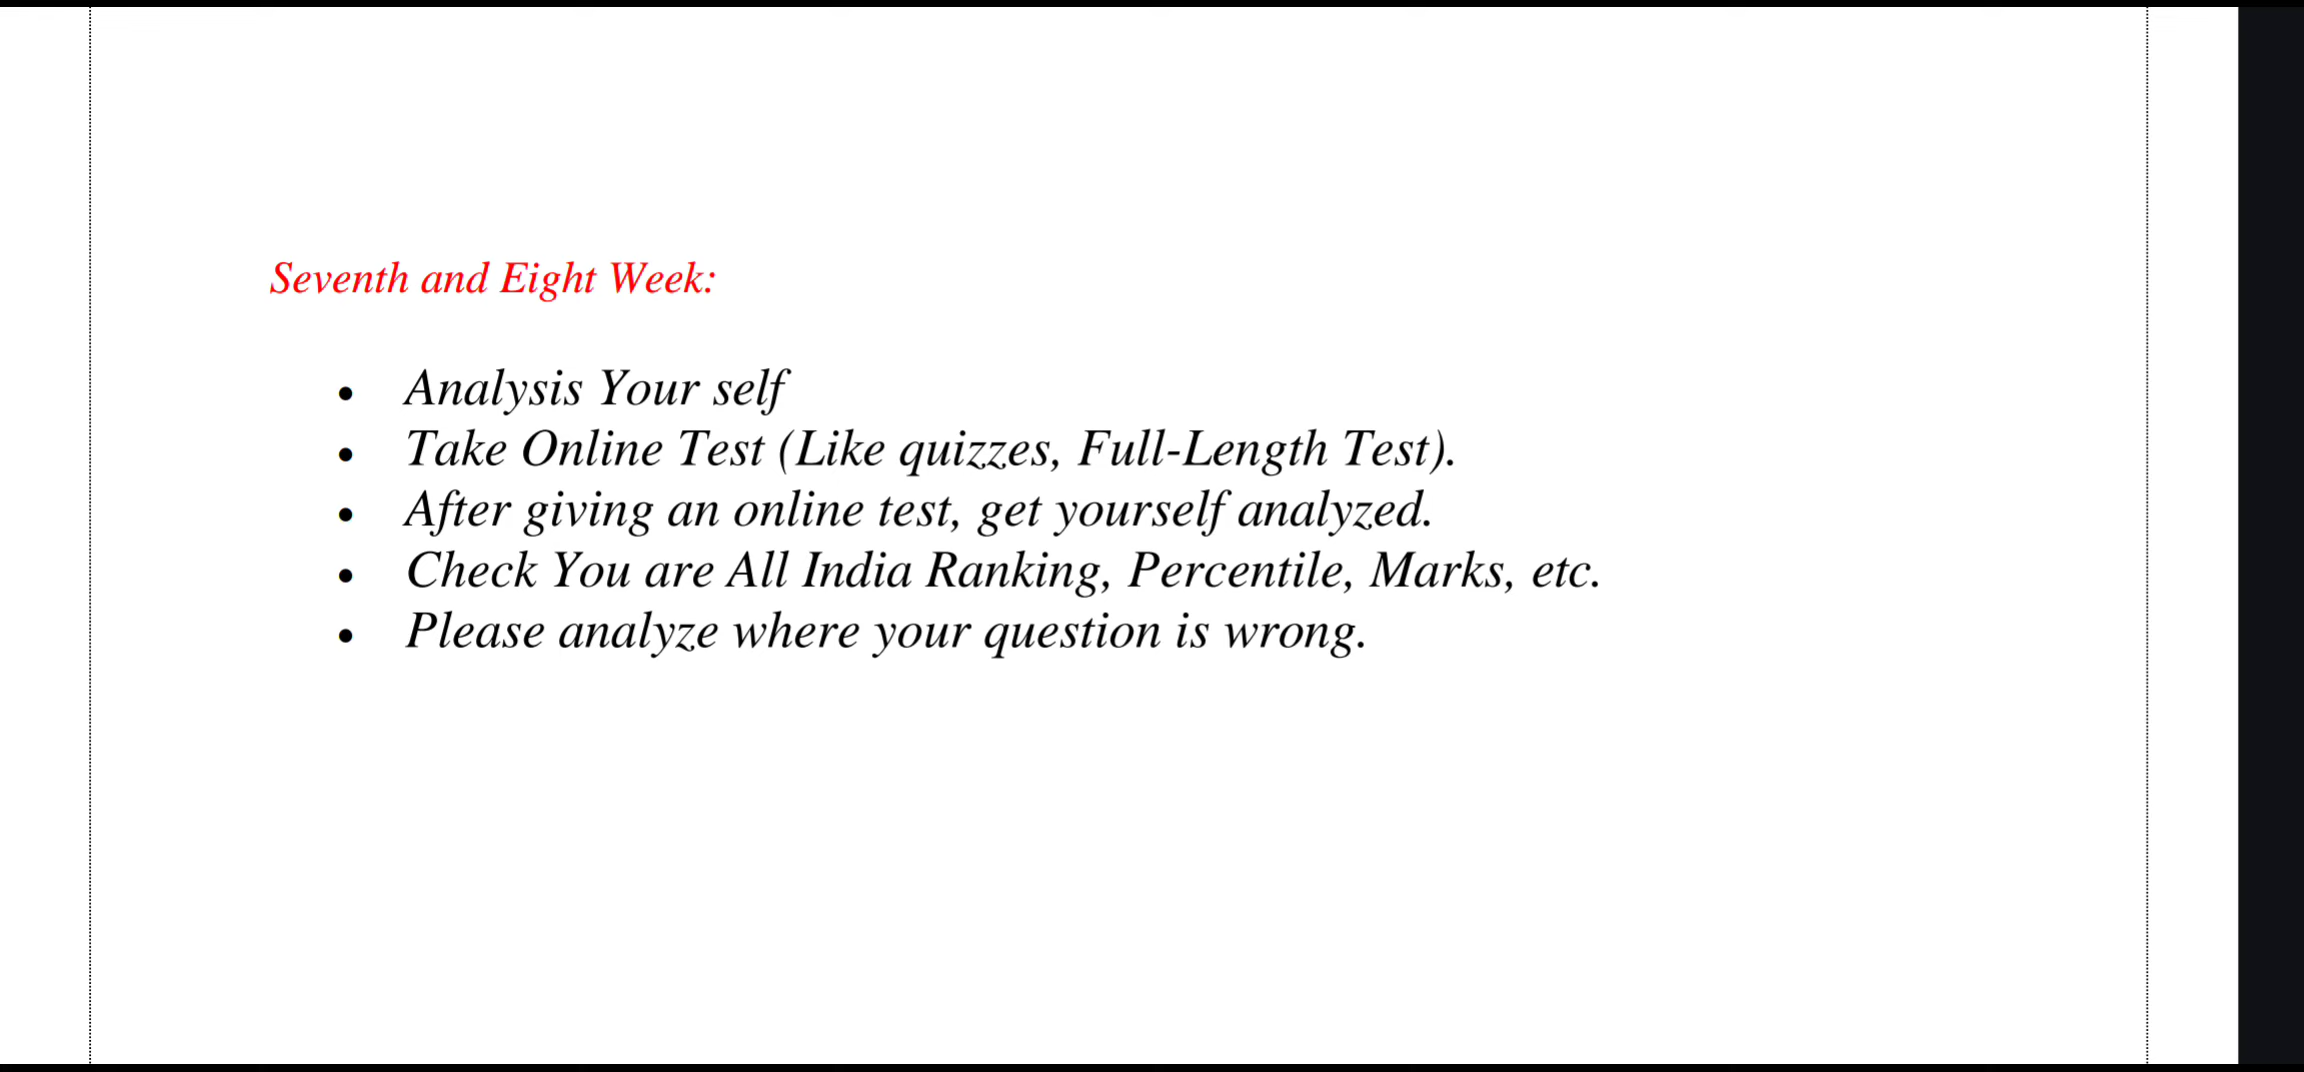 Seventh and Eight Week:
• Analysis Your self
• Take Online Test (Like quizzes, Full-Length Test).
• After giving an online test, get yourself analyzed.
• Check You are All India Ranking, Percentile, Marks, etc.
• Please analyze where your question is wrong.